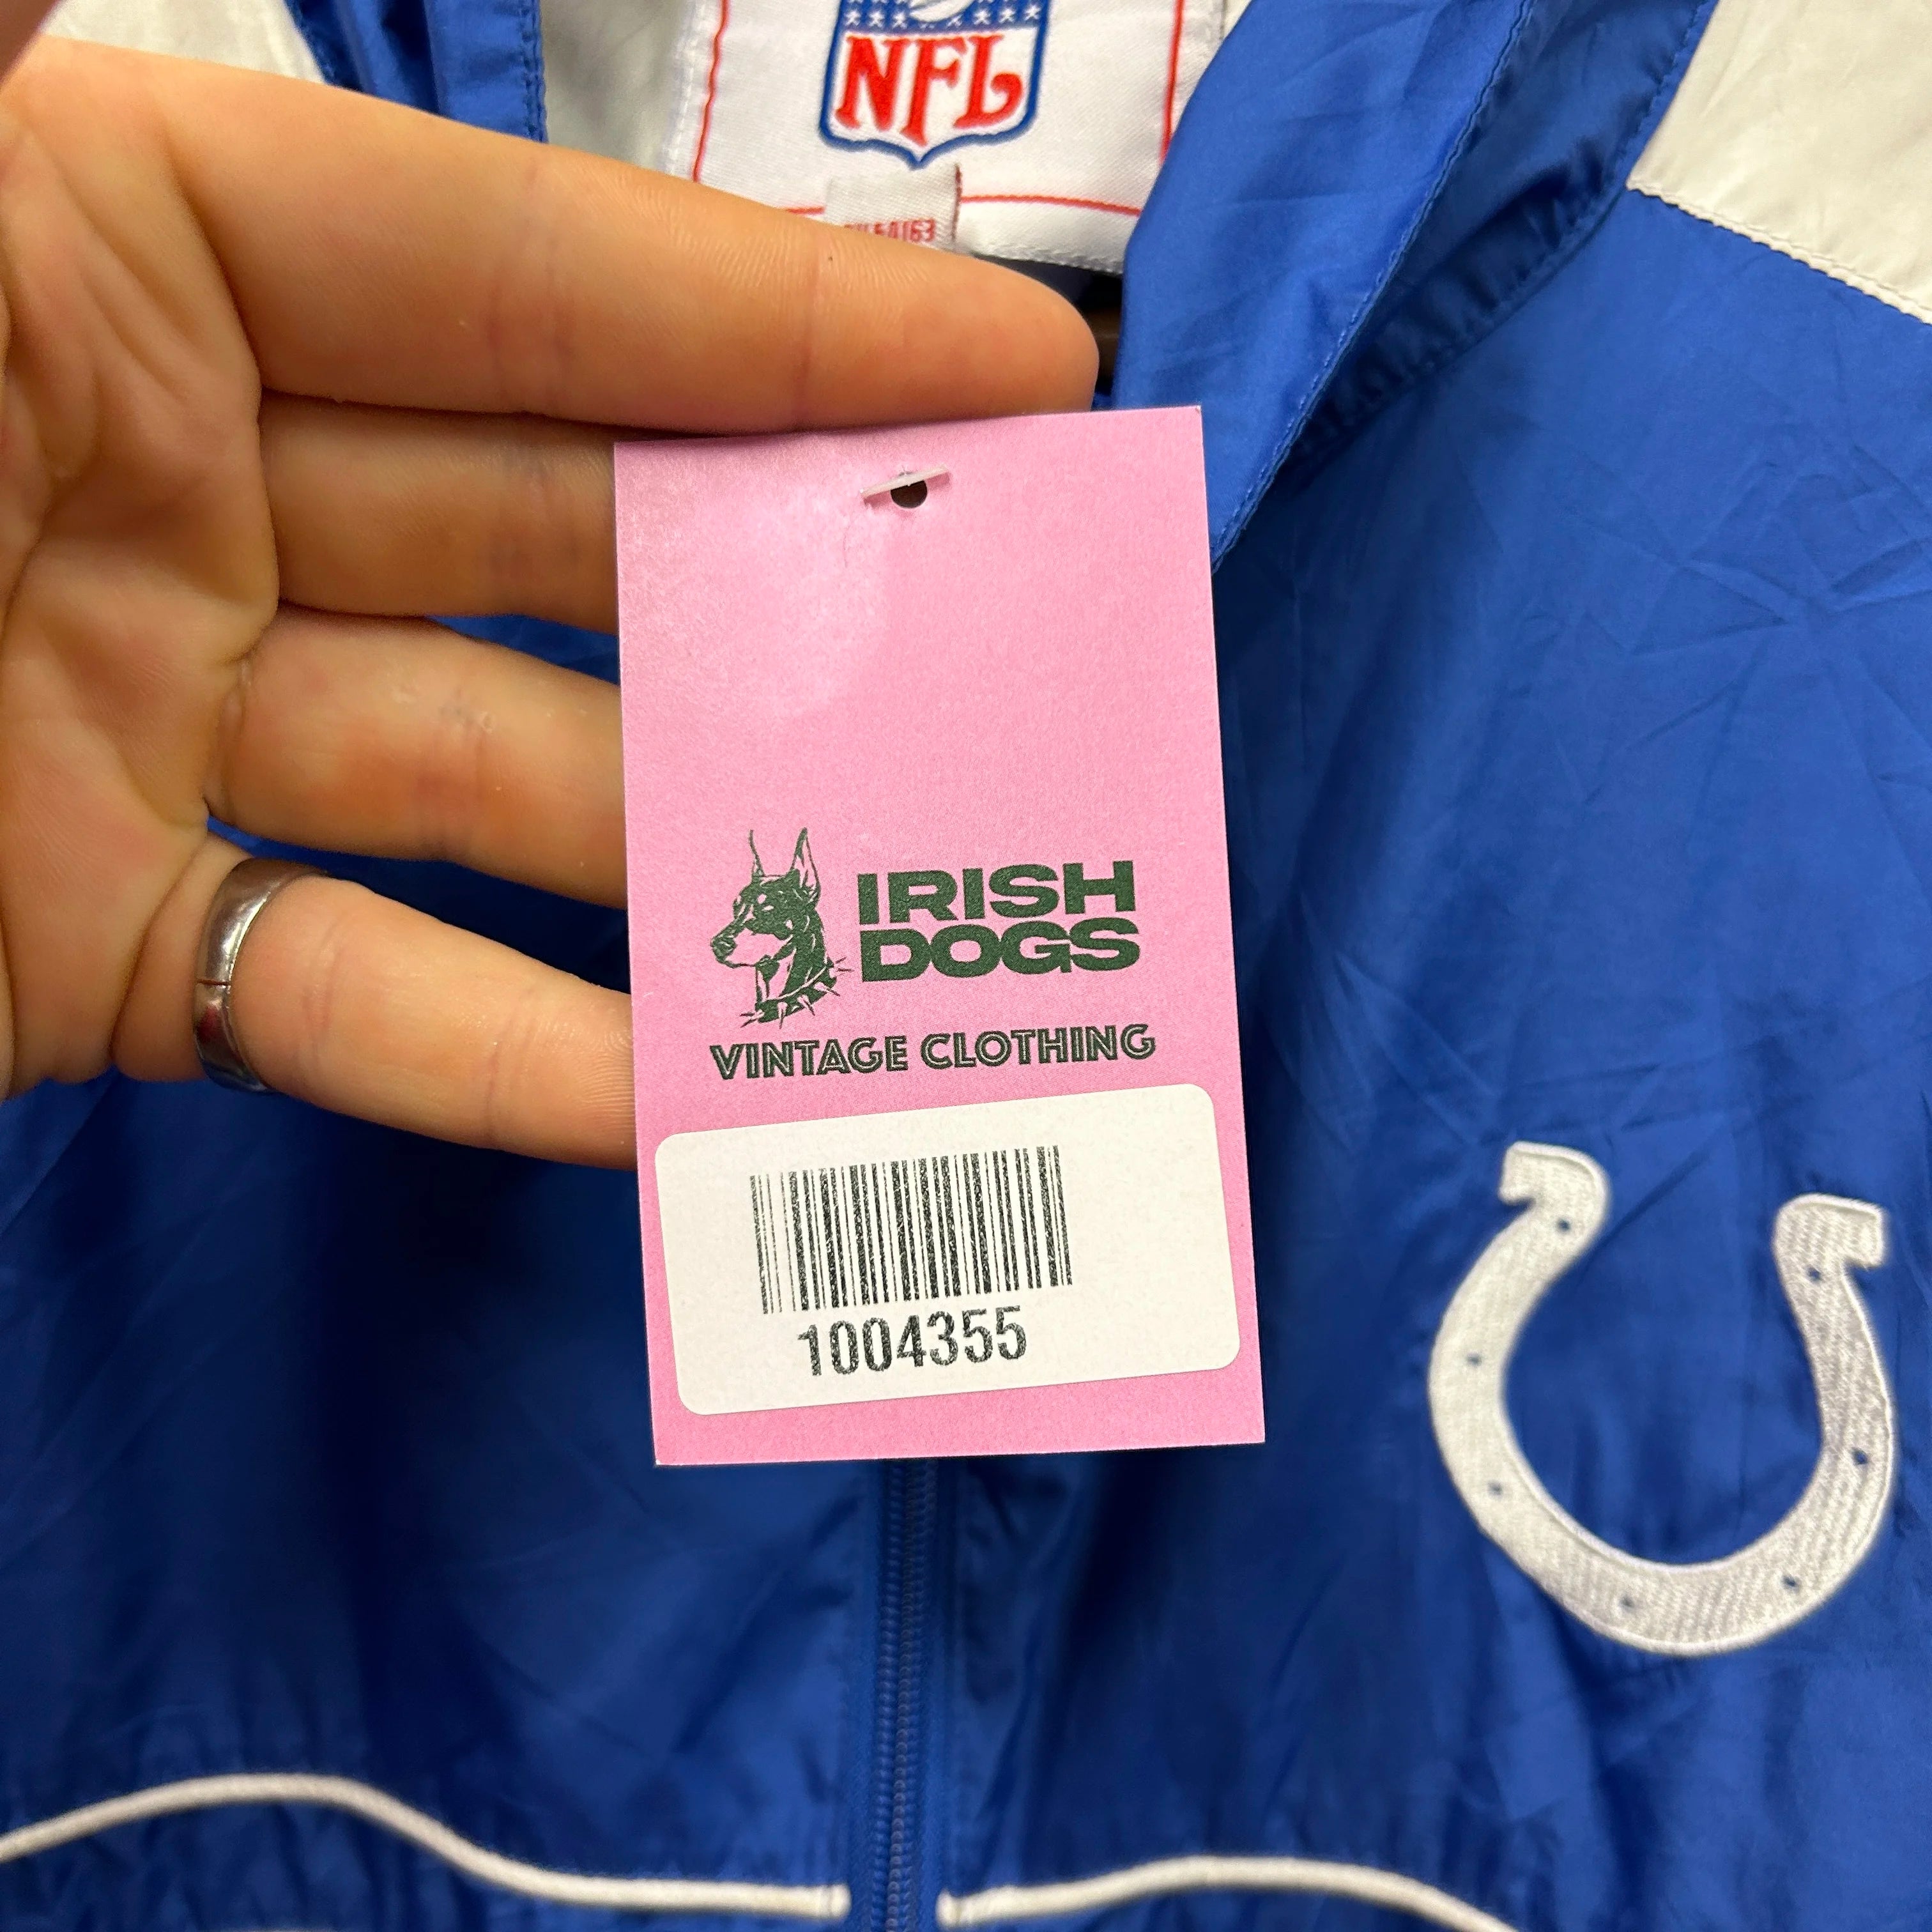 NFL
IRISH
DOGS
VINTAGE CLOTHING
1004355